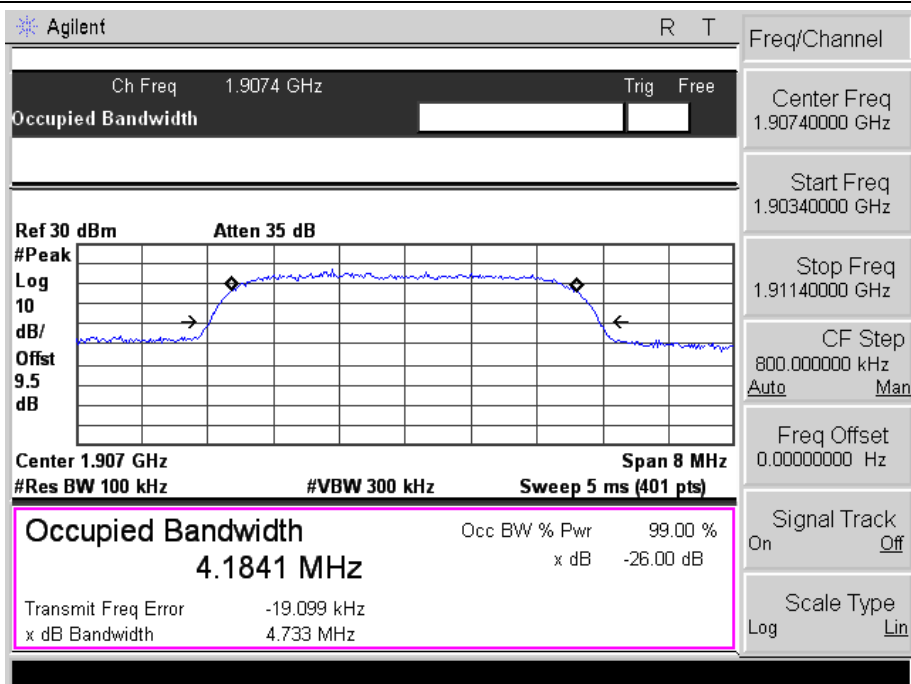 Agilent R T
Freq/Channel
Ch Freq 1.9074 GHz Trig Free
Occupied Bandwidth
Center Freq
1.90740000 GHz
Start Freq
1.90340000 GHz
Ref 30 dBm Atten 35 dB
#Peak
Log
10
dB/
Offst
9.5
dB
Stop Freq
1.91140000 GHz
CF Step
800.000000 kHz
Auto Man
Center 1.907 GHz Span 8 MHz
#Res BW 100 kHz #VBW 300 kHz Sweep 5 ms (401 pts)
Freq Offset
0.00000000 Hz
Occupied Bandwidth Occ BW % Pwr 99.00 %
4.1841 MHz x dB -26.00 dB
Transmit Freq Error -19.099 kHz
x dB Bandwidth 4.733 MHz
Signal Track
On Off
Scale Type
Log Lin